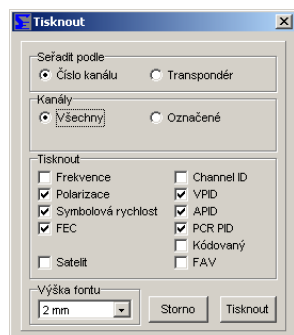 Tisknout
Seřadit podle
Číslo kanálu Transpondér
Kanály
Všechny Označené
Tisknout
Frekvence Channel ID
Polarizace VPID
Symbolová rychlost APID
FEC PCR PID
Kódovaný
Satelit FAV
Výška fontu
2 mm Storno Tisknout